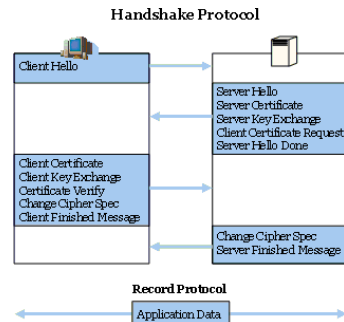 Handshake Protocol
Client Hello
Server Hello
Server Certificate
Server Key Exchange
Client Certificate Request
Server Hello Done
Client Certificate
Client Key Exchange
Certificate Verify
Change Cipher Spec
Client Finished Message
Change Cipher Spec
Server Finished Message
Record Protocol
Application Data